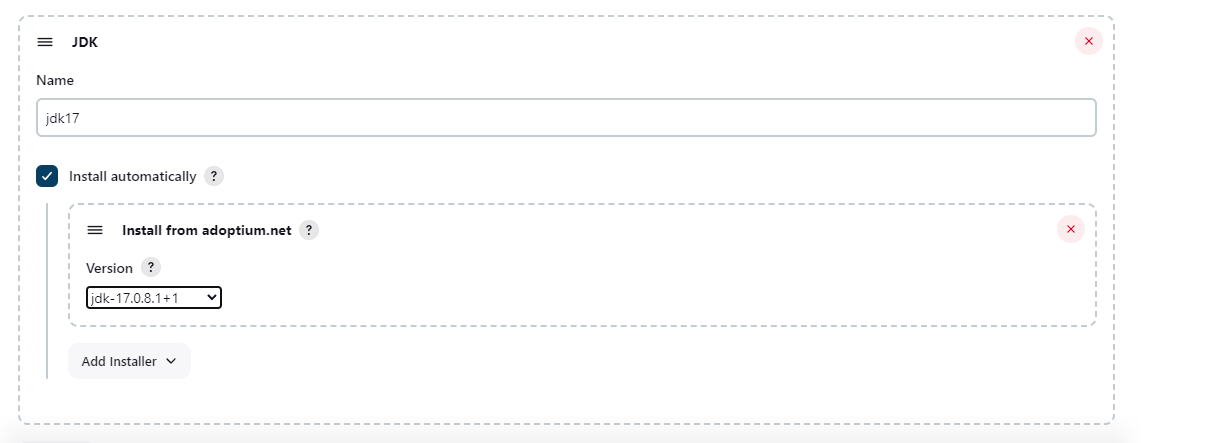 JDK
Name
jdk17
Install automatically ?
Install from adoptium.net ?
Version ?
jdk-17.0.8.1+1
Add Installer